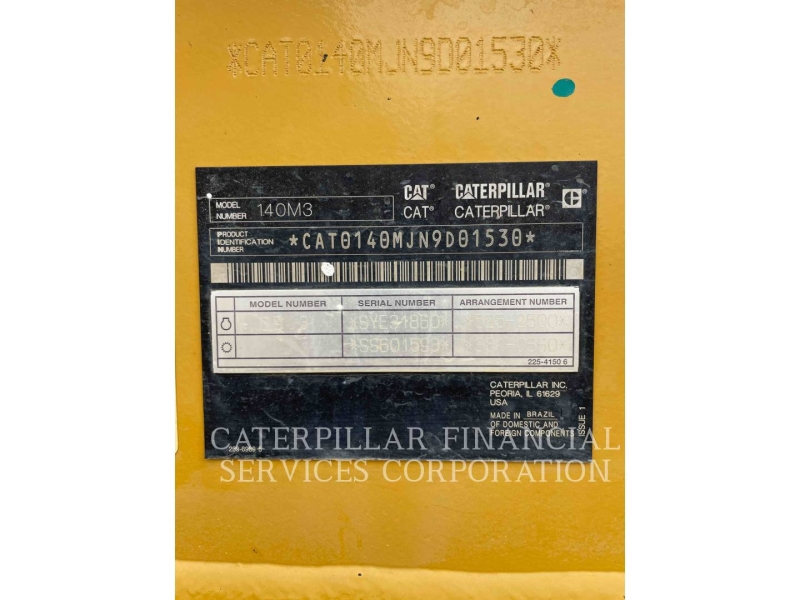 *CAT0140MJN9D01530*
CAT® CATERPILLAR®
MODEL NUMBER 140M3 CAT® CATERPILLAR®
PRODUCT IDENTIFICATION NUMBER *CAT0140MJN9D01530*
MODEL NUMBER SERIAL NUMBER ARRANGEMENT NUMBER
225-4150 6
CATERPILLAR INC.
PEORIA, IL 61629
USA
MADE IN BRAZIL
OF DOMESTIC AND
FOREIGN COMPONENTS
ISSUE 1
CATERPILLAR FINANCIAL
SERVICES CORPORATION